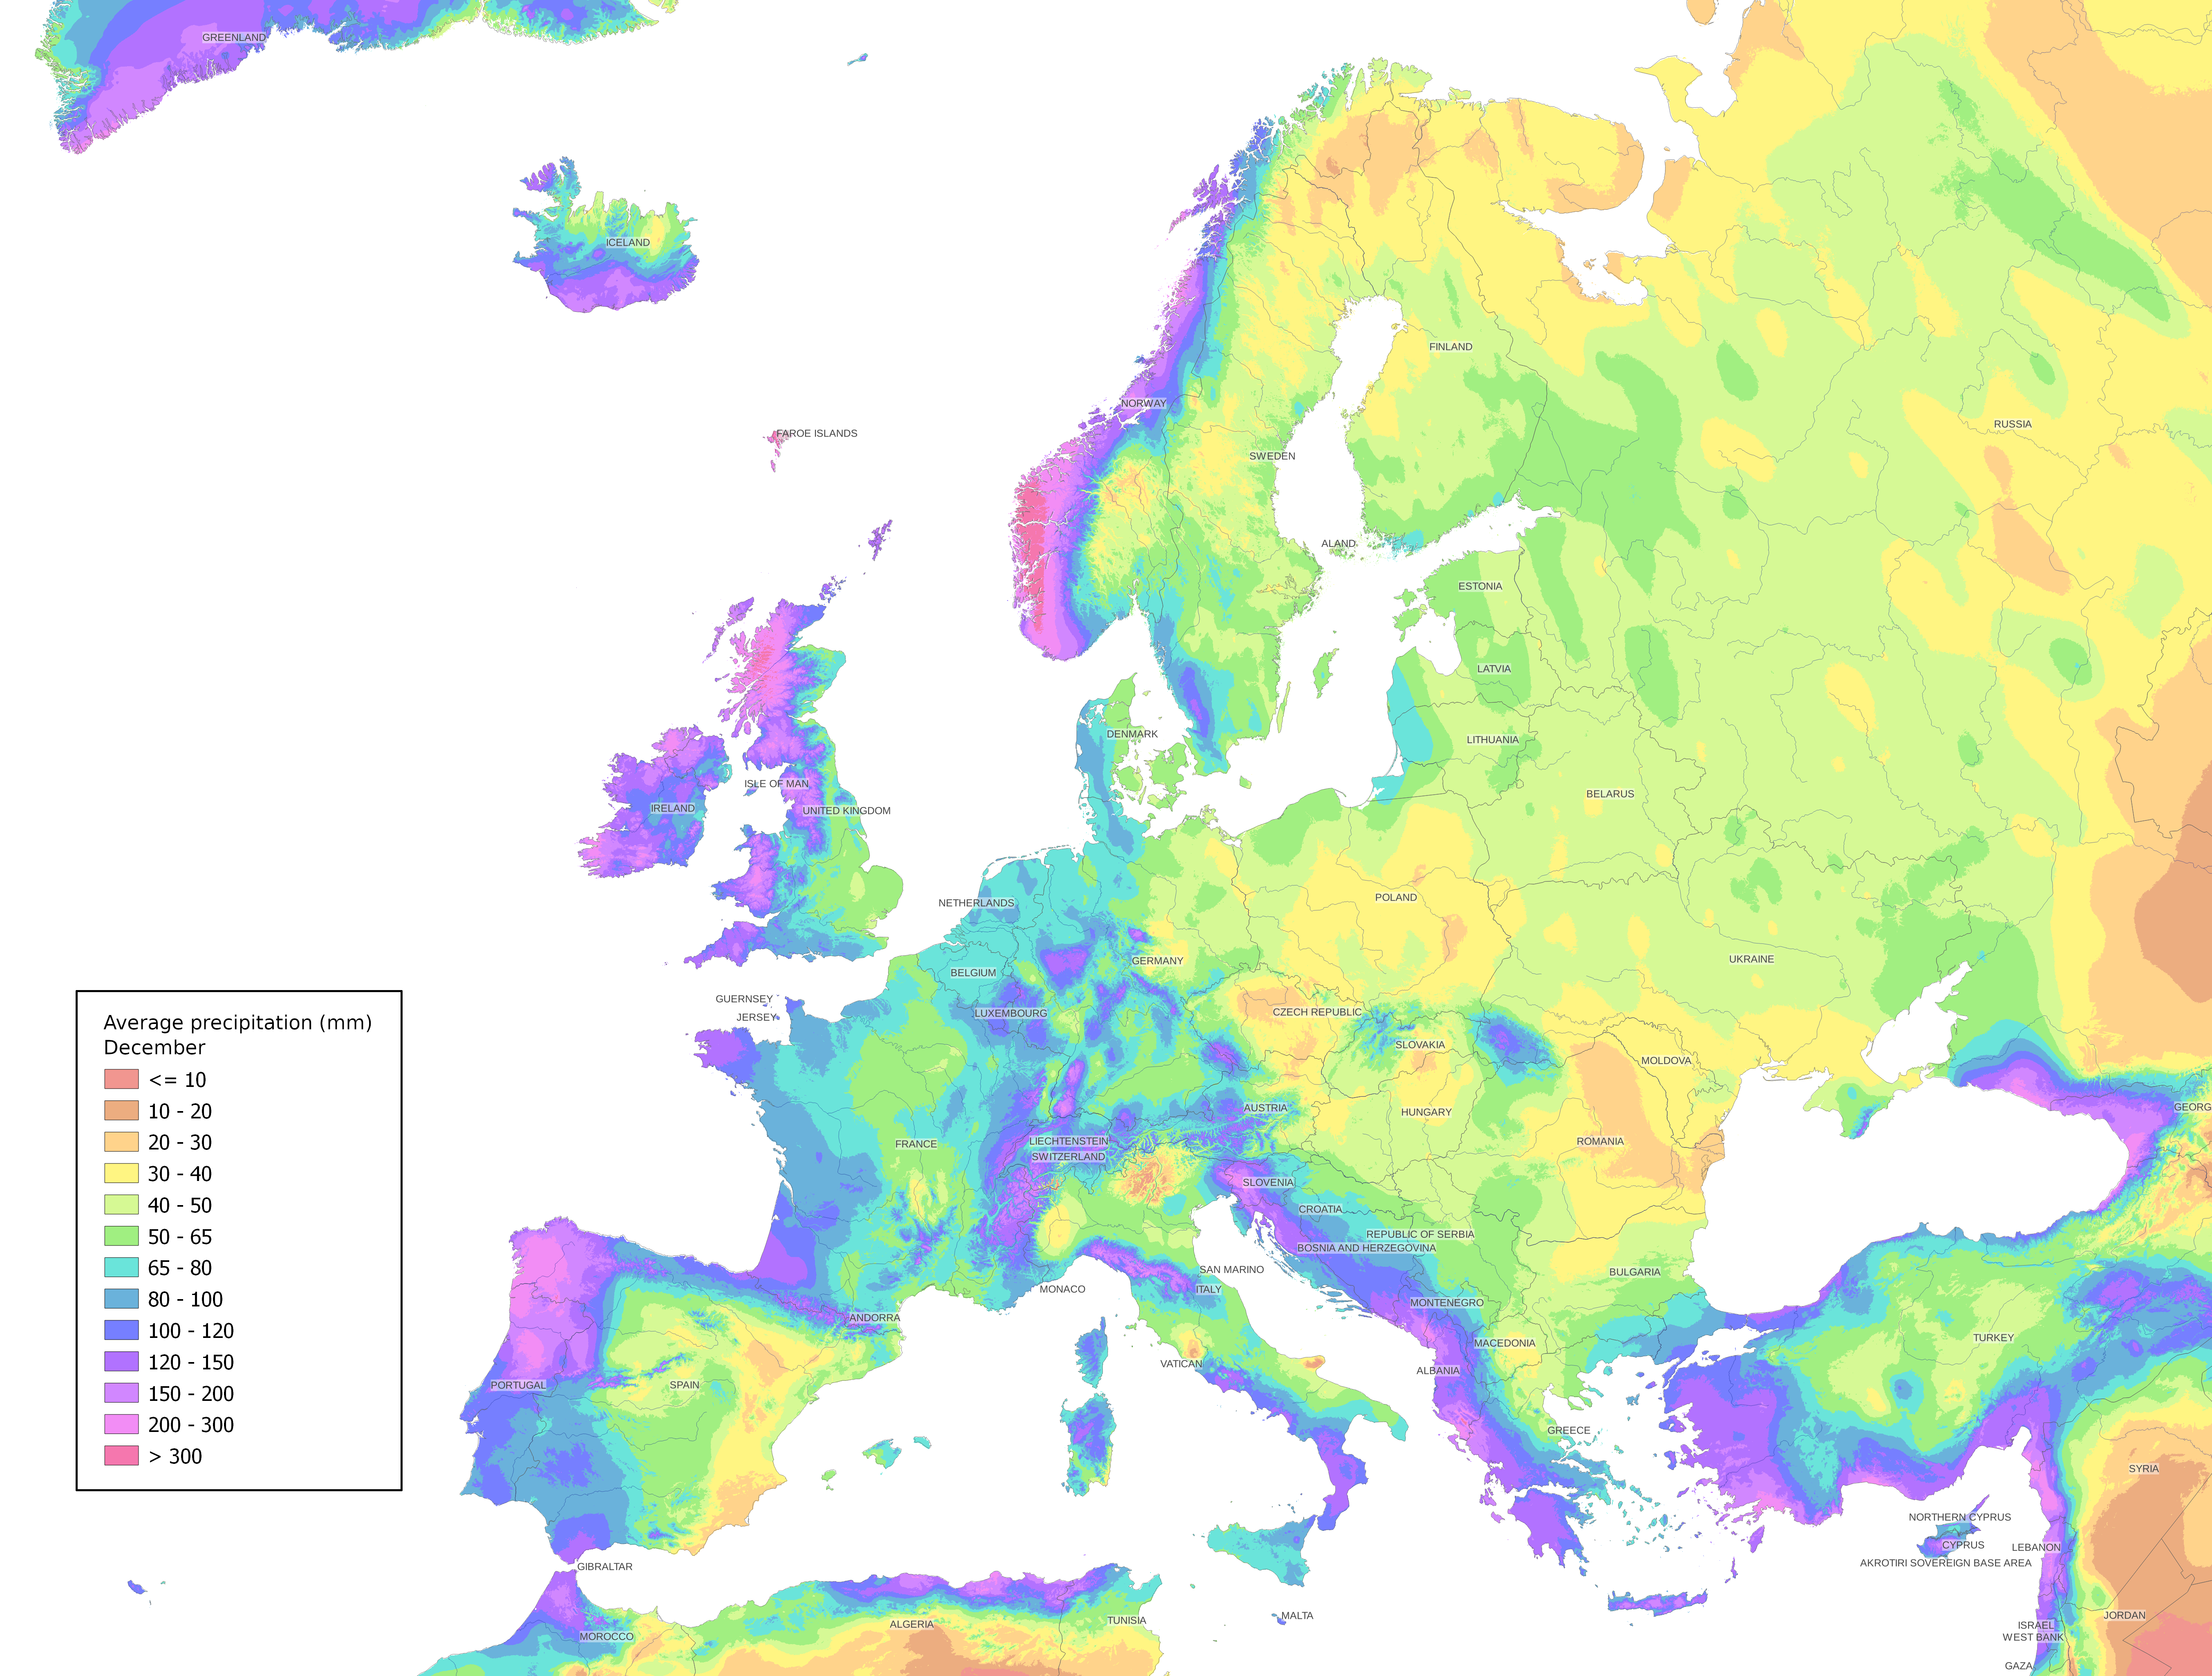 GREENLAND
ICELAND
FINLAND
NORWAY
RUSSIA
FAROE ISLANDS
SWEDEN
ALAND
ESTONIA
LATVIA
DENMARK
LITHUANIA
ISLE OF MAN
BELARUS
IRELAND
UNITED KINGDOM
POLAND
NETHERLANDS
GERMANY
UKRAINE
BELGIUM
GUERNSEY
CZECH REPUBLIC
LUXEMBOURG
JERSEY
SLOVAKIA
MOLDOVA
AUSTRIA
GEORG
HUNGARY
FRANCE
LIECHTENSTEIN
ROMANIA
SWITZERLAND
SLOVENIA
CROATIA
REPUBLIC OF SERBIA
BOSNIA AND HERZEGOVINA
SAN MARINO
BULGARIA
MONACO
ITALY
MONTENEGRO
ANDORRA
TURKEY
MACEDONIA
VATICAN
ALBANIA
PORTUGAL
SPAIN
GREECE
SYRIA
NORTHERN CYPRUS
CYPRUS
LEBANON
AKROTIRI SOVEREIGN BASE AREA
GIBRALTAR
MALTA
JORDAN
TUNISIA
ALGERIA
ISRAEL
MOROCCO
WEST BANK
GAZA
Average precipitation (mm)
December
<= 10
10 - 20
20 - 30
30 - 40
40 - 50
50 - 65
65 - 80
80 - 100
100 - 120
120 - 150
150 - 200
200 - 300
> 300